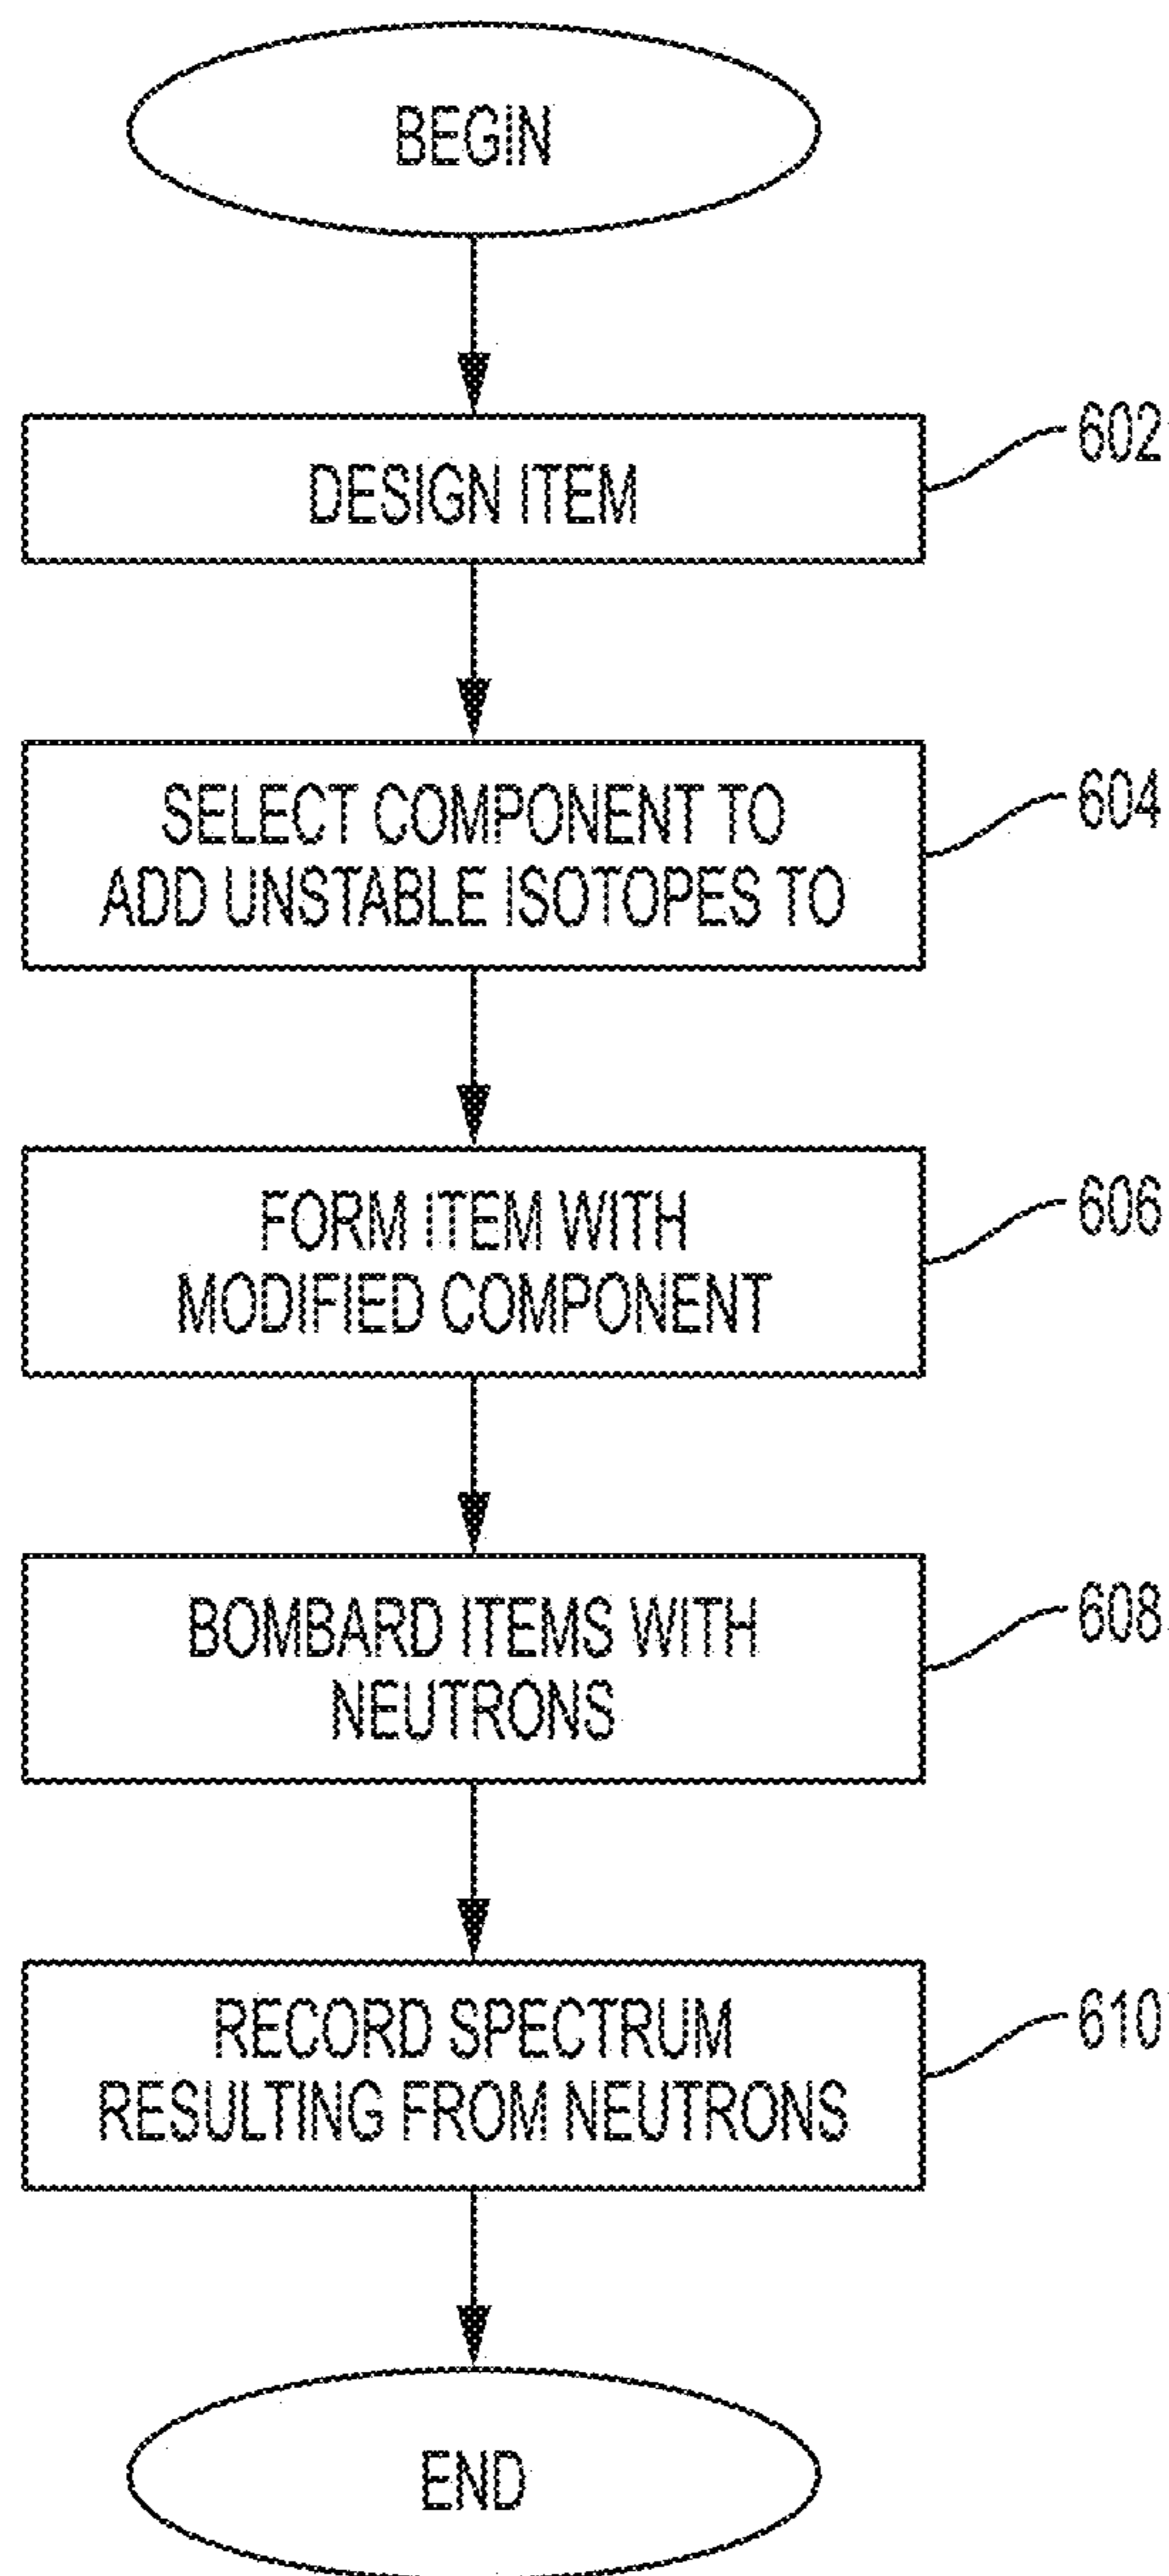 BEGIN
DESIGN ITEM
602
SELECT COMPONENT TO
ADD UNSTABLE ISOTOPES TO
604
FORM ITEM WITH
MODIFIED COMPONENT
606
BOMBARD ITEMS WITH
NEUTRONS
608
RECORD SPECTRUM
RESULTING FROM NEUTRONS
610
END